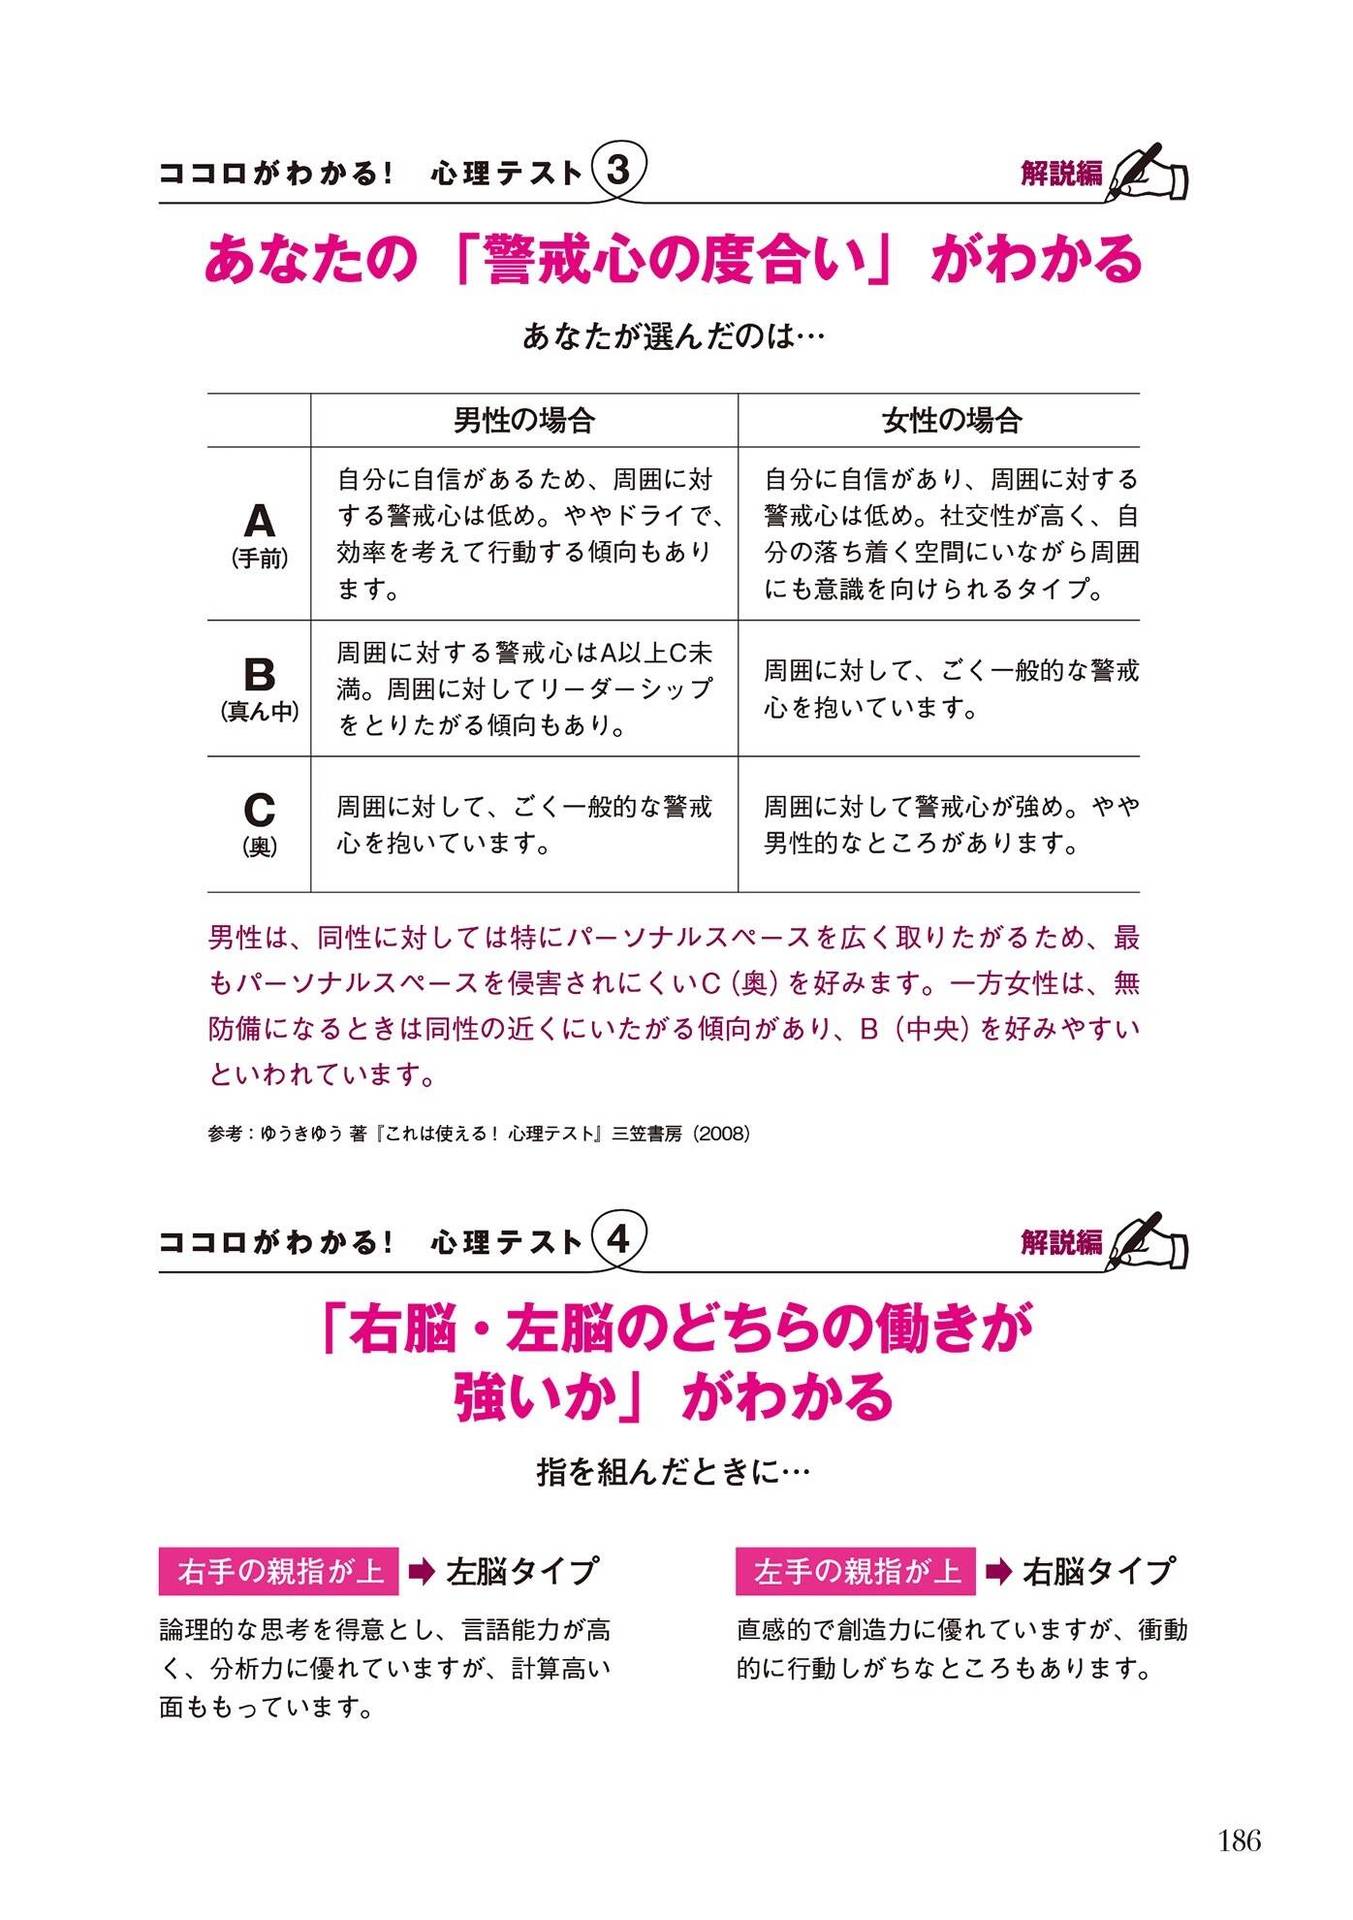 ココロがわかる！ 心理テスト ３ 解説編
あなたの「警戒心の度合い」がわかる
あなたが選んだのは…
男性の場合 女性の場合
A
（手前）
自分に自信があるため、周囲に対
する警戒心は低め。ややドライで、
効率を考えて行動する傾向もあり
ます。
自分に自信があり、周囲に対する
警戒心は低め。社交性が高く、自
分の落ち着く空間にいながら周囲
にも意識を向けられるタイプ。
B
（真ん中）
周囲に対する警戒心はA以上C未
満。周囲に対してリーダーシップ
をとりたがる傾向もあり。
周囲に対して、ごく一般的な警戒
心を抱いています。
C
（奥）
周囲に対して、ごく一般的な警戒
心を抱いています。
周囲に対して警戒心が強め。やや
男性的なところがあります。
男性は、同性に対しては特にパーソナルスペースを広く取りたがるため、最
もパーソナルスペースを侵害されにくいC（奥）を好みます。一方女性は、無
防備になるときは同性の近くにいたがる傾向があり、B（中央）を好みやすい
といわれています。
参考：ゆうきゆう 著『これは使える！ 心理テスト』三笠書房（2008）
ココロがわかる！ 心理テスト ４ 解説編
「右脳・左脳のどちらの働きが
強いか」がわかる
指を組んだときに…
右手の親指が上 ➡ 左脳タイプ
論理的な思考を得意とし、言語能力が高
く、分析力に優れていますが、計算高い
面ももっています。
左手の親指が上 ➡ 右脳タイプ
直感的で創造力に優れていますが、衝動
的に行動しがちなところもあります。
186